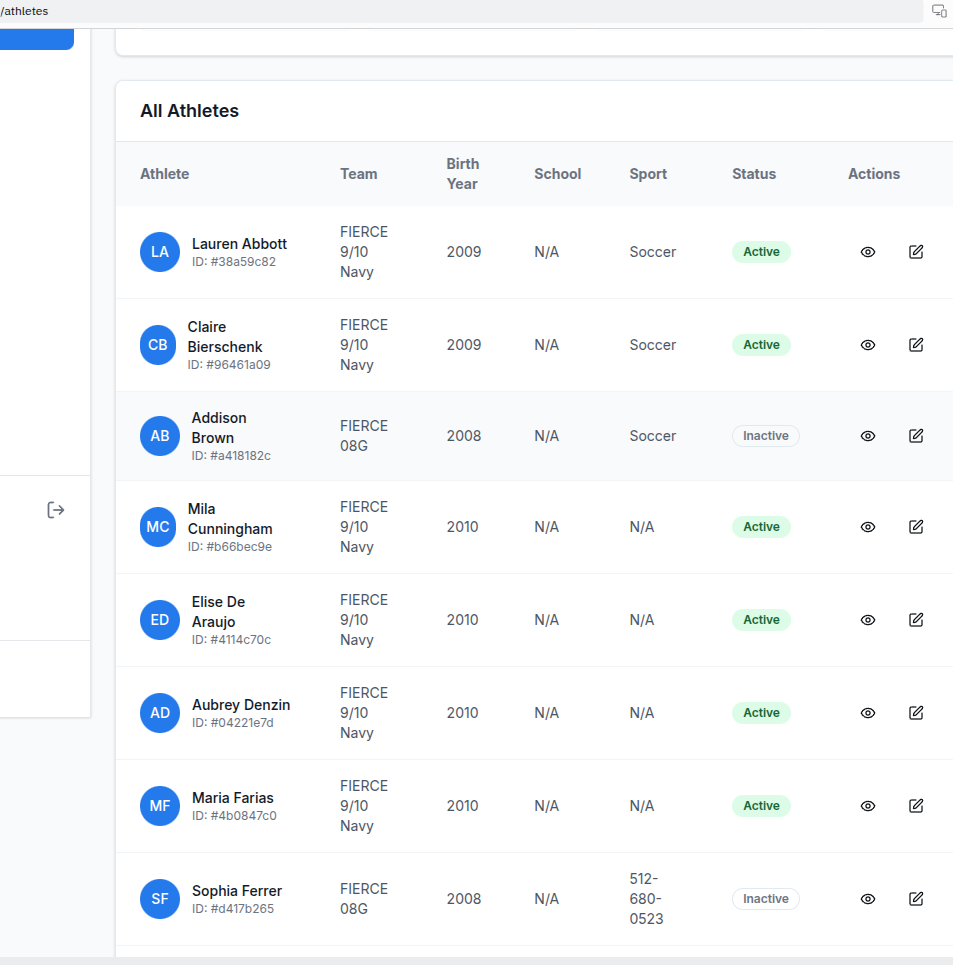 /athletes
All Athletes
Athlete Team Birth Year School Sport Status Actions
LA Lauren Abbott ID: #38a59c82 FIERCE 9/10 Navy 2009 N/A Soccer Active
CB Claire Bierschenk ID: #96461a09 FIERCE 9/10 Navy 2009 N/A Soccer Active
AB Addison Brown ID: #a418182c FIERCE 08G 2008 N/A Soccer Inactive
MC Mila Cunningham ID: #b66bec9e FIERCE 9/10 Navy 2010 N/A N/A Active
ED Elise De Araujo ID: #4114c70c FIERCE 9/10 Navy 2010 N/A N/A Active
AD Aubrey Denzin ID: #04221e7d FIERCE 9/10 Navy 2010 N/A N/A Active
MF Maria Farias ID: #4b0847c0 FIERCE 9/10 Navy 2010 N/A N/A Active
SF Sophia Ferrer ID: #d417b265 FIERCE 08G 2008 N/A 512-680-0523 Inactive